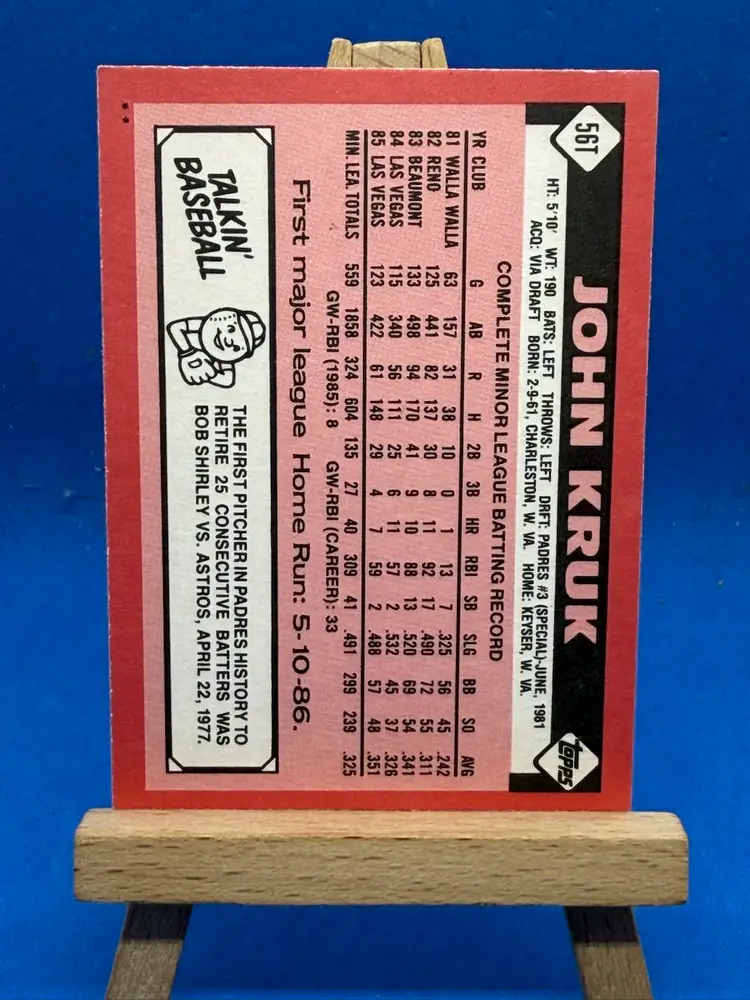 56T
JOHN KRUK
topps
HT: 5'10' WT: 190 BATS: LEFT THROWS: LEFT DRFT: PADRES #3 (SPECIAL)-JUNE, 1981
ACQ: VIA DRAFT BORN: 2-9-61, CHARLESTON, W. VA. HOME: KEYSER, W. VA.
COMPLETE MINOR LEAGUE BATTING RECORD
YR CLUB G AB R H 2B 3B HR RBI SB SLG BB SO AVG
81 WALLA WALLA 63 157 31 38 10 0 1 13 7 .325 56 45 .242
82 RENO 125 441 82 137 30 8 11 92 17 .490 72 55 .311
83 BEAUMONT 133 498 94 170 41 9 10 88 13 .520 69 54 .341
84 LAS VEGAS 115 340 56 111 25 6 11 57 2 .532 45 37 .326
85 LAS VEGAS 123 422 61 148 29 4 7 59 2 .488 57 48 .351
MIN. LEA. TOTALS 559 1858 324 604 135 27 40 309 41 .491 299 239 .325
GW-RBI (1985): 8 GW-RBI (CAREER): 33
First major league Home Run: 5-10-86.
TALKIN'
BASEBALL
THE FIRST PITCHER IN PADRES HISTORY TO
RETIRE 25 CONSECUTIVE BATTERS WAS
BOB SHIRLEY VS. ASTROS, APRIL 22, 1977.
**